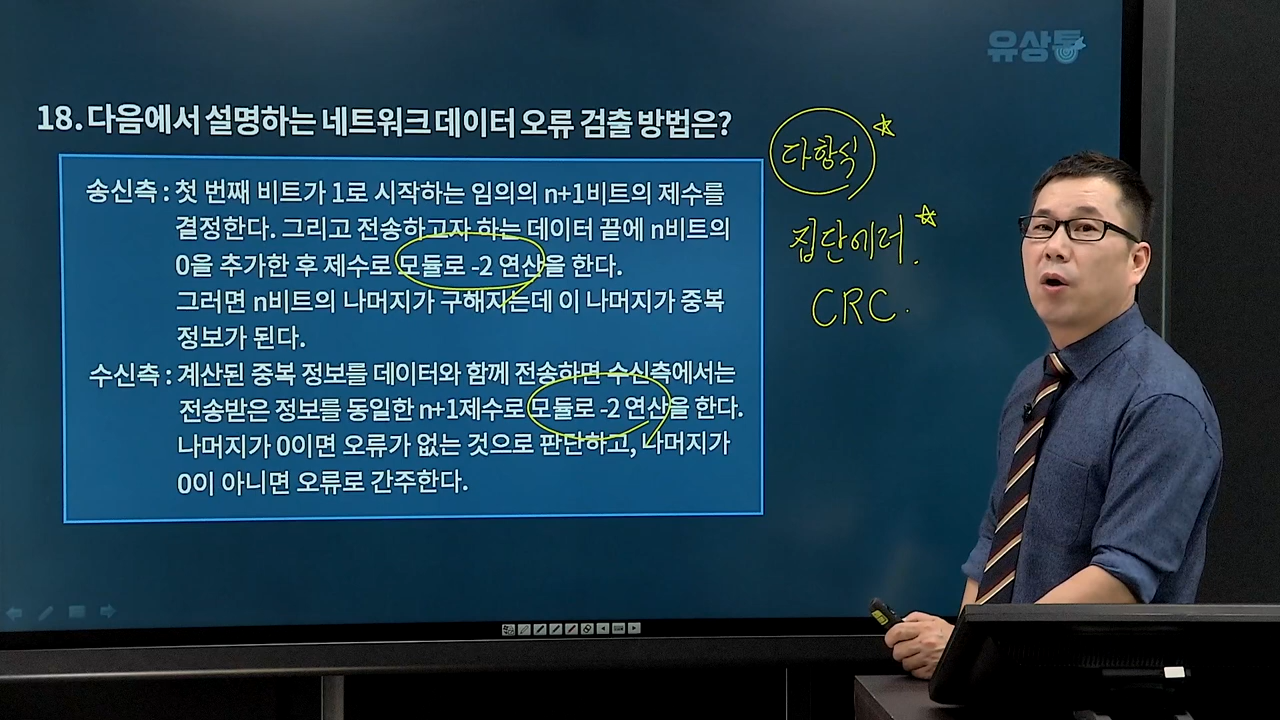 유상통
18. 다음에서 설명하는 네트워크 데이터 오류 검출 방법은?
송신측 : 첫 번째 비트가 1로 시작하는 임의의 n+1비트의 제수를
결정한다. 그리고 전송하고자 하는 데이터 끝에 n비트의
0을 추가한 후 제수로 모듈로 -2 연산을 한다.
그러면 n비트의 나머지가 구해지는데 이 나머지가 중복
정보가 된다.
수신측 : 계산된 중복 정보를 데이터와 함께 전송하면 수신측에서는
전송받은 정보를 동일한 n+1제수로 모듈로 -2 연산을 한다.
나머지가 0이면 오류가 없는 것으로 판단하고, 나머지가
0이 아니면 오류로 간주한다.
다항식
집단에러.
CRC.